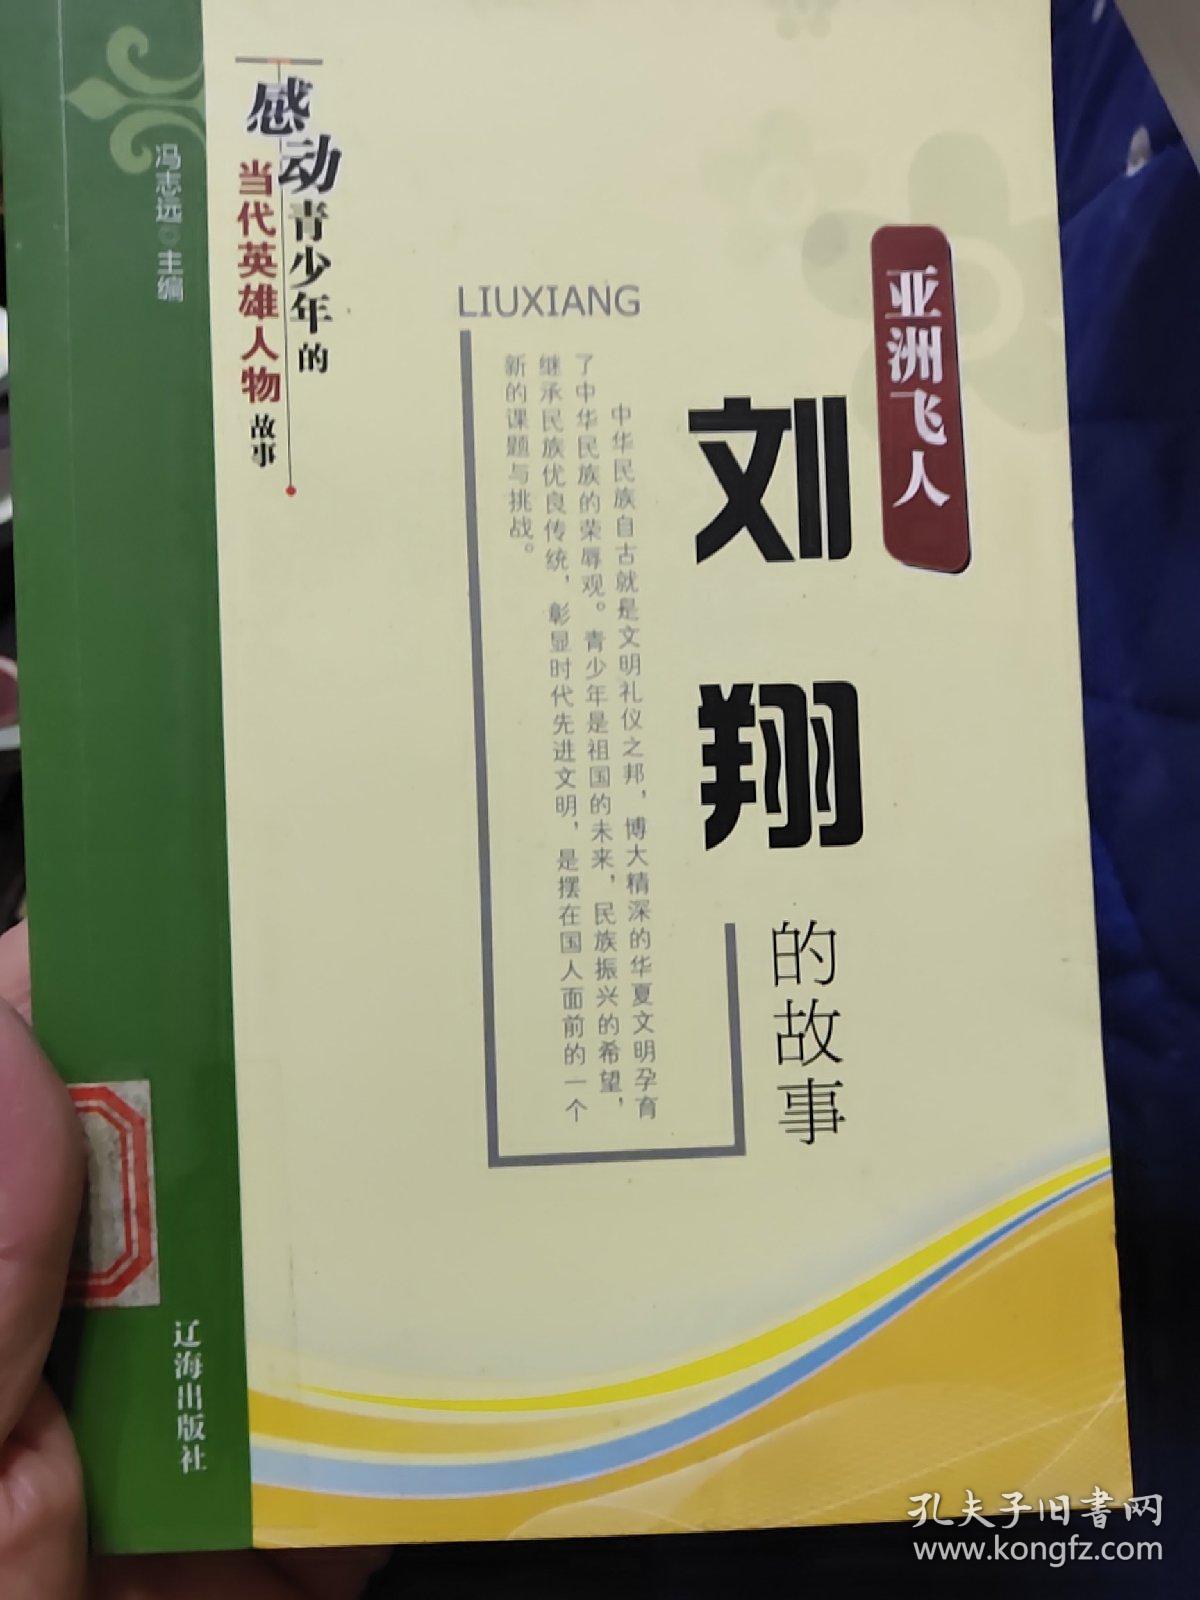 感动青少年的
当代英雄人物故事
冯志远◎主编
亚洲飞人
刘翔
的故事
LIUXIANG
中华民族自古就是文明礼仪之邦，博大精深的华夏文明孕育
了中华民族的荣辱观。青少年是祖国的未来，民族振兴的希望，
继承民族优良传统，彰显时代先进文明，是摆在国人面前的一个
新的课题与挑战。
辽海出版社
孔夫子旧书网
www.kongfz.com